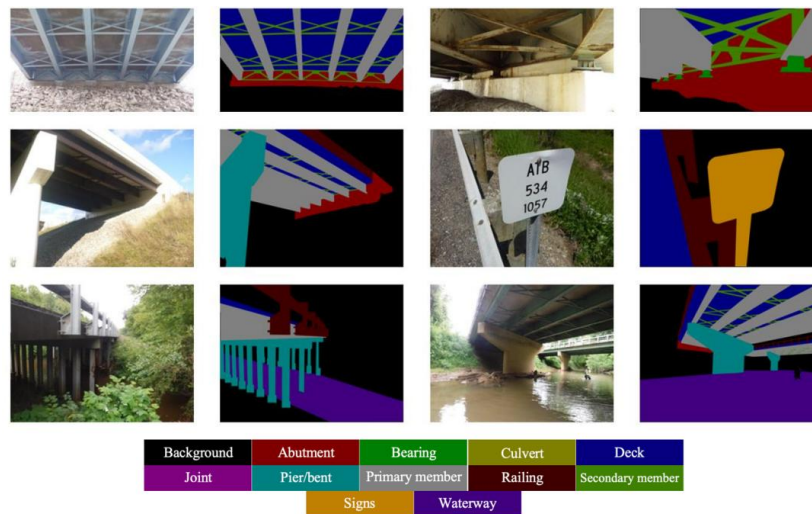 ATB
534
1057
Background Abutment Bearing Culvert Deck
Joint Pier/bent Primary member Railing Secondary member
Signs Waterway